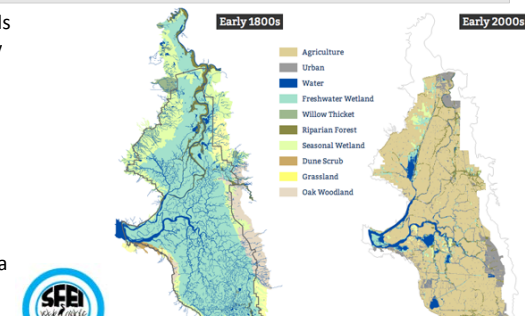 ds
Early 1800s
Early 2000s
y
Agriculture
Urban
Water
Freshwater Wetland
Willow Thicket
Riparian Forest
Seasonal Wetland
Dune Scrub
Grassland
Oak Woodland
a
SFEI